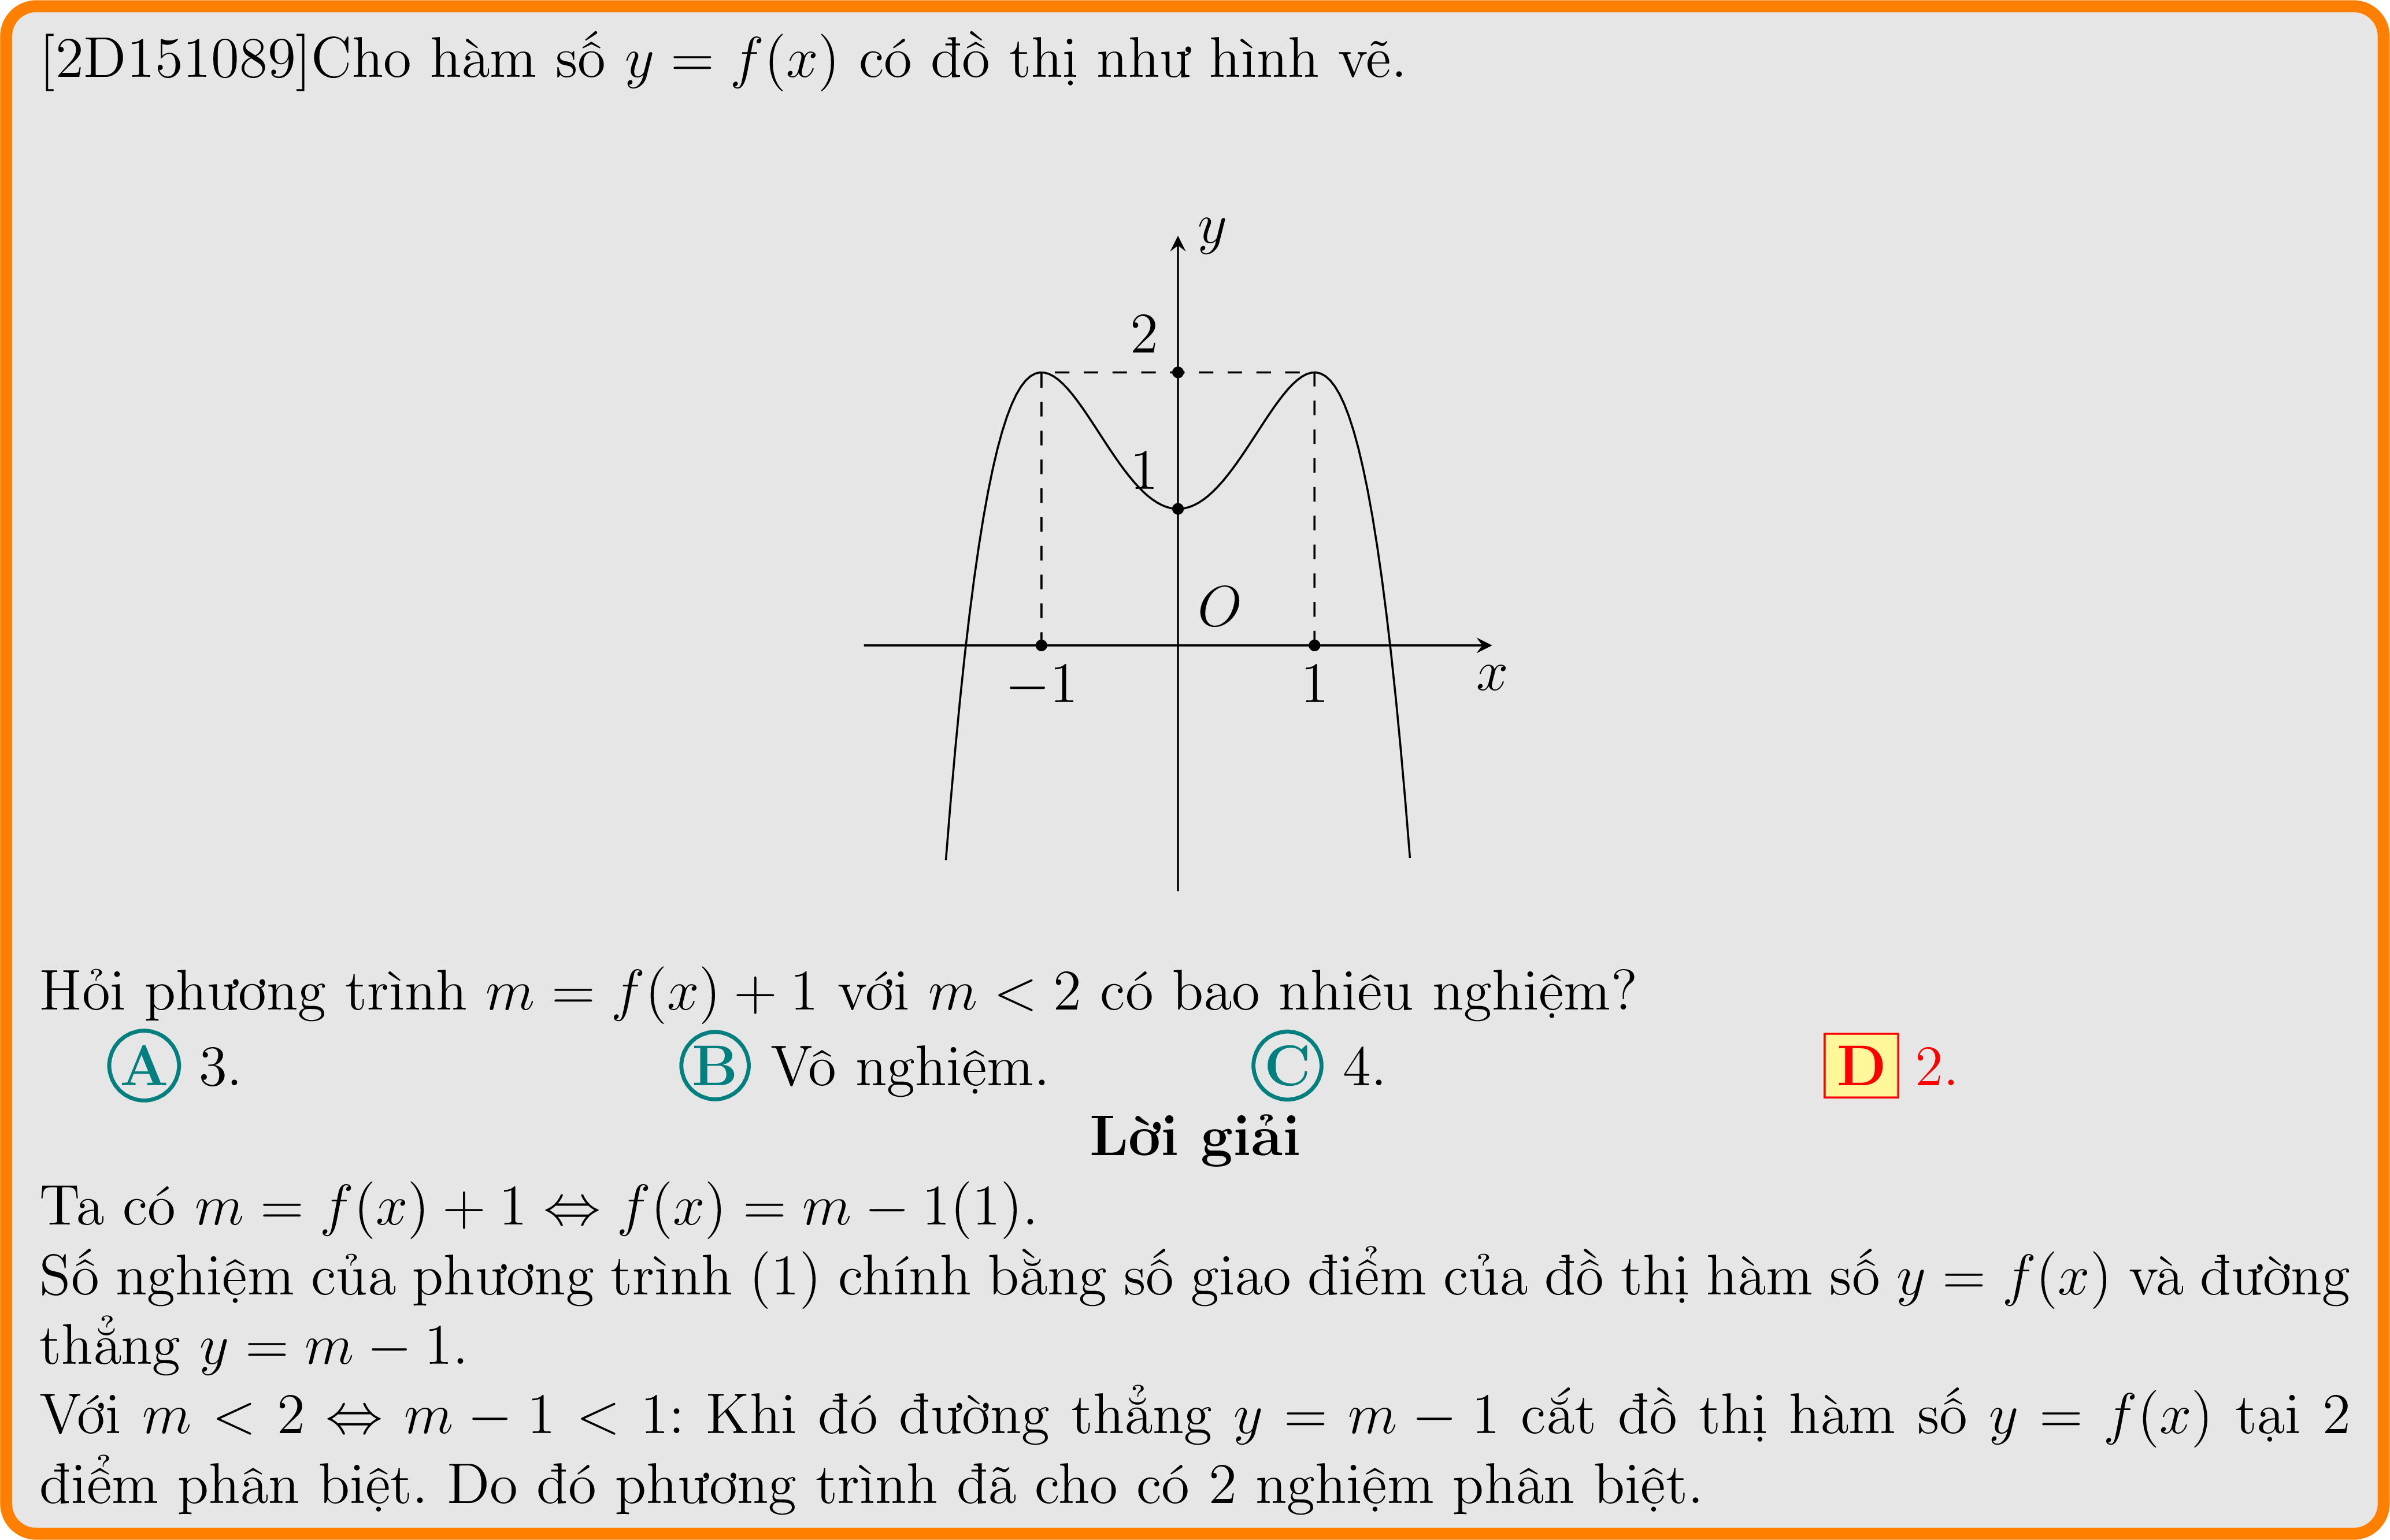 [2D151089]Cho hàm số y = f(x) có đồ thị như hình vẽ.
y
2
1
O
−1
1
x
Hỏi phương trình m = f(x) + 1 với m < 2 có bao nhiêu nghiệm?
A 3. B Vô nghiệm. C 4. D 2.
Lời giải
Ta có m = f(x) + 1 ⇔ f(x) = m − 1(1).
Số nghiệm của phương trình (1) chính bằng số giao điểm của đồ thị hàm số y = f(x) và đường
thẳng y = m − 1.
Với m < 2 ⇔ m − 1 < 1: Khi đó đường thẳng y = m − 1 cắt đồ thị hàm số y = f(x) tại 2
điểm phân biệt. Do đó phương trình đã cho có 2 nghiệm phân biệt.